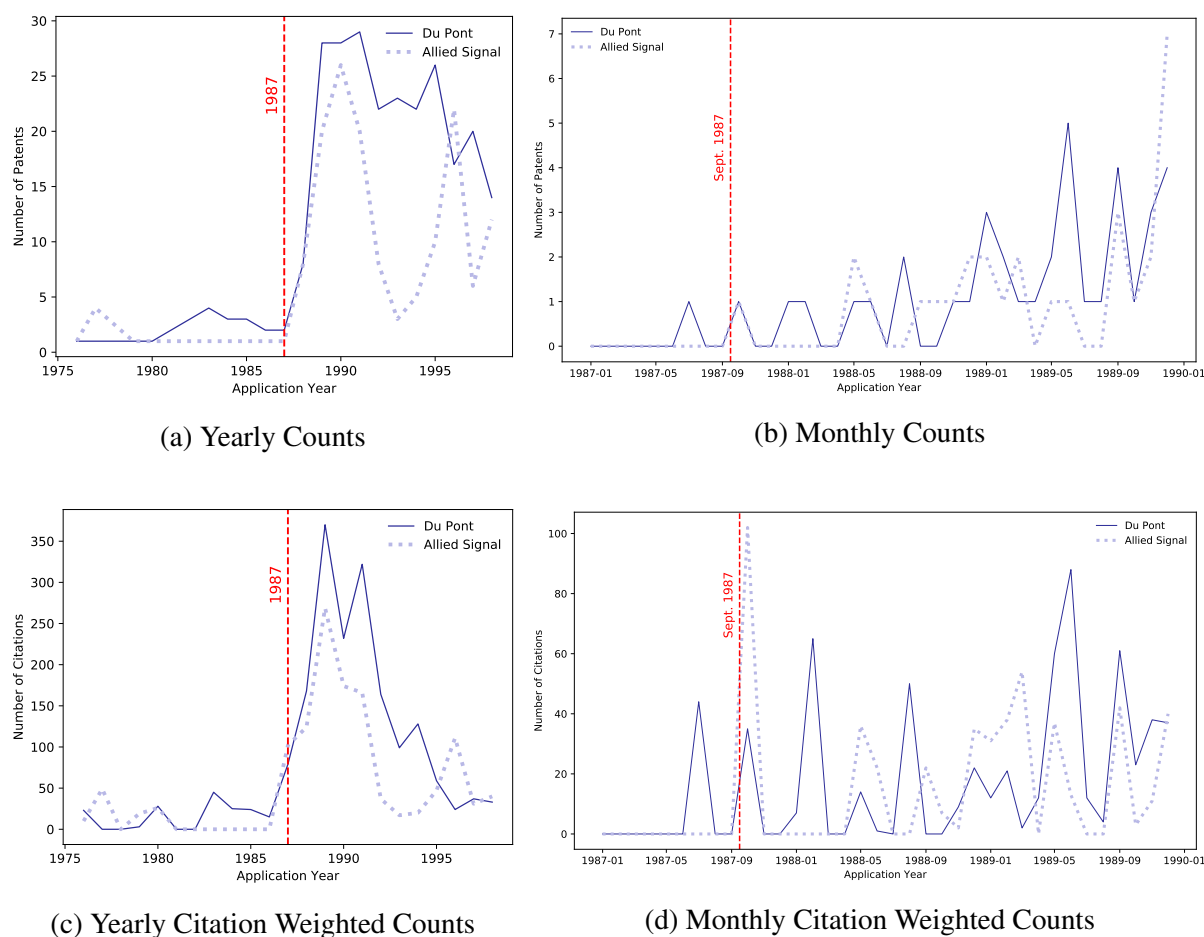 30
25
20
15
10
5
0
Number of Patents
1987
Du Pont
Allied Signal
1975
1980
1985
1990
1995
Application Year
(a) Yearly Counts
7
6
5
4
3
2
1
0
Number of Patents
Sept. 1987
Du Pont
Allied Signal
1987-01
1987-05
1987-09
1988-01
1988-05
1988-09
1989-01
1989-05
1989-09
1990-01
Application Year
(b) Monthly Counts
350
300
250
200
150
100
50
0
Number of Citations
1987
Du Pont
Allied Signal
1975
1980
1985
1990
1995
Application Year
(c) Yearly Citation Weighted Counts
100
80
60
40
20
0
Number of Citations
Sept. 1987
Du Pont
Allied Signal
1987-01
1987-05
1987-09
1988-01
1988-05
1988-09
1989-01
1989-05
1989-09
1990-01
Application Year
(d) Monthly Citation Weighted Counts